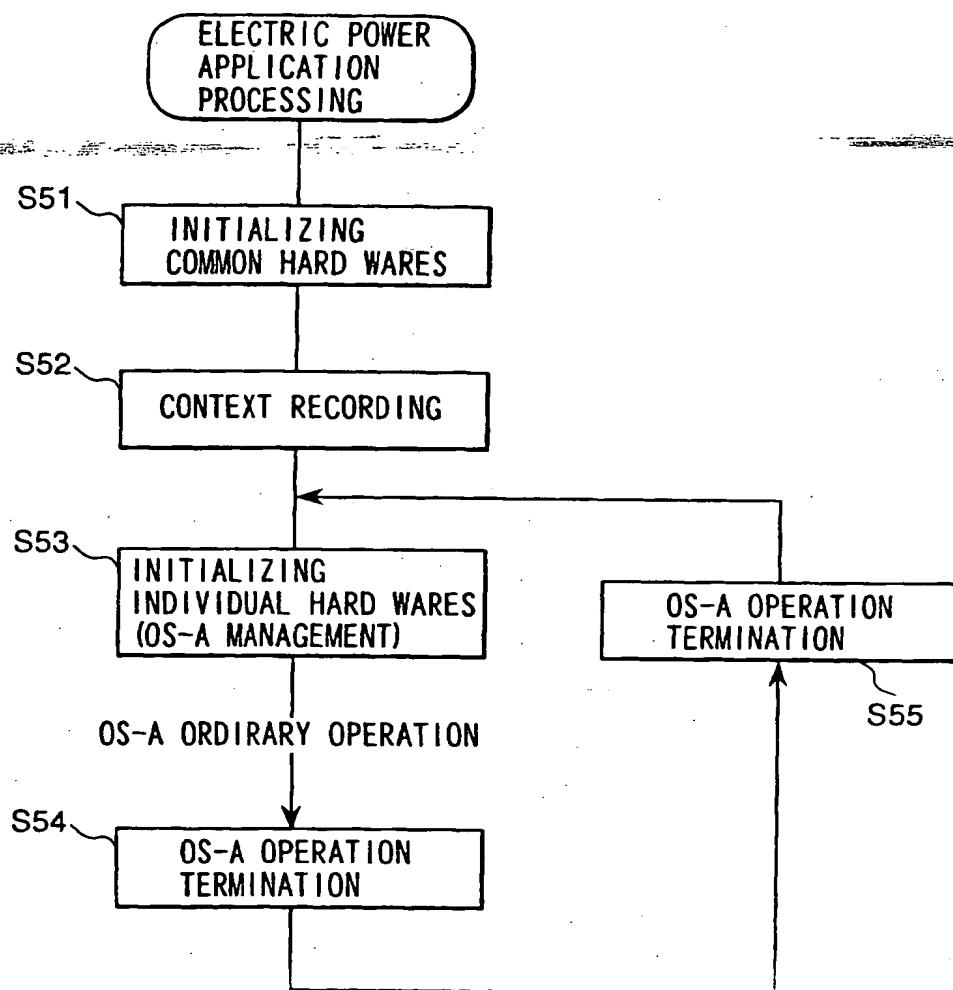 ELECTRIC POWER
APPLICATION
PROCESSING
S51
INITIALIZING
COMMON HARD WARES
S52
CONTEXT RECORDING
S53
INITIALIZING
INDIVIDUAL HARD WARES
(OS-A MANAGEMENT)
OS-A OPERATION
TERMINATION
S55
OS-A ORDIRARY OPERATION
S54
OS-A OPERATION
TERMINATION